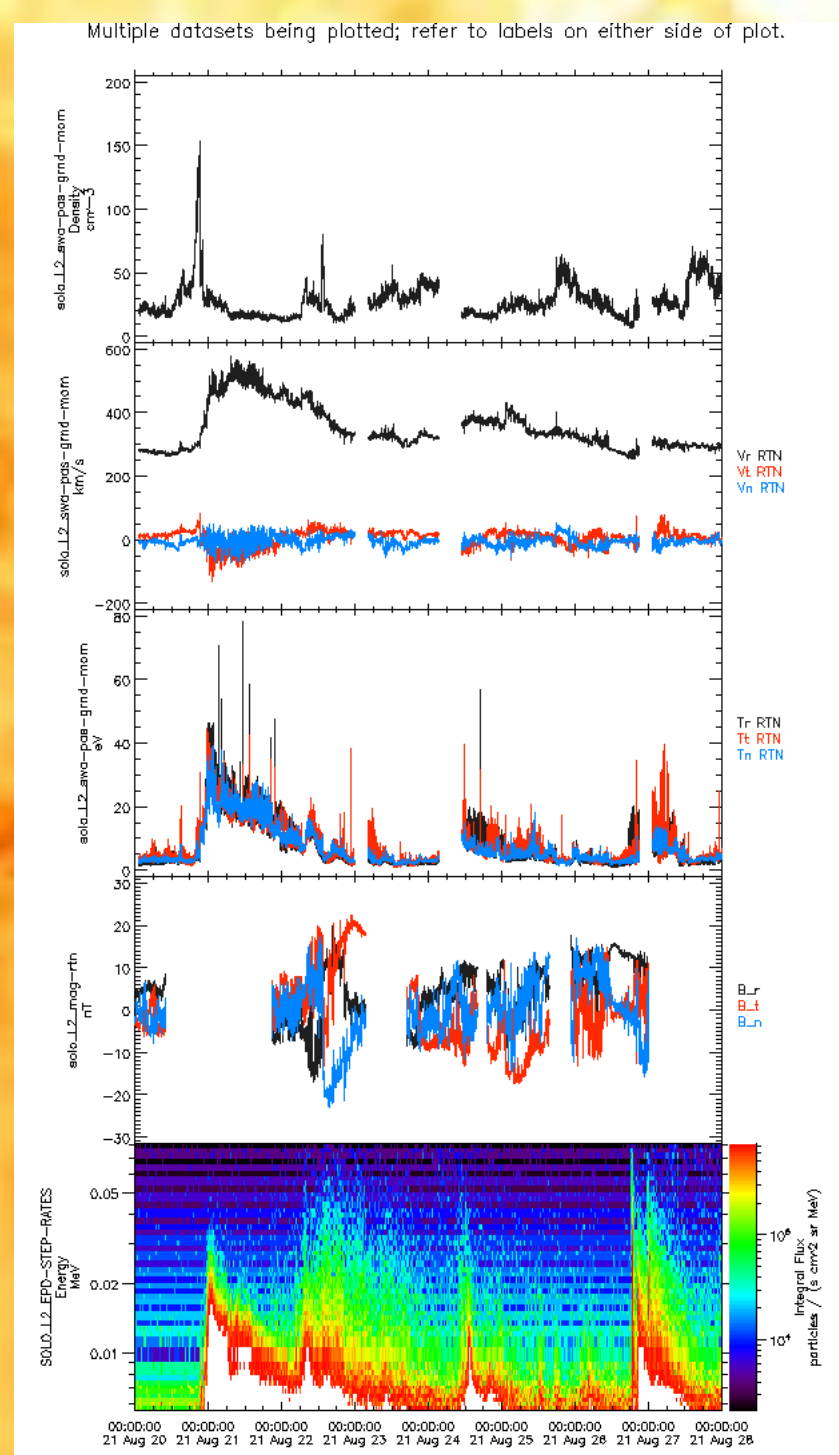 Multiple datasets being plotted; refer to labels on either side of plot.
200
150
100
50
0
solo_L2_swa-pas-grnd-mom
Density
cm^-3
600
400
200
0
-200
solo_L2_swa-pas-grnd-mom
km/s
Vr RTN
Vt RTN
Vn RTN
80
60
40
20
0
solo_L2_swa-pas-grnd-mom
eV
Tr RTN
Tt RTN
Tn RTN
30
20
10
0
-10
-20
-30
solo_L2_mag-rtn
nT
B_r
B_t
B_n
0.05
0.02
0.01
SOLO_L2_EPD-STEP-RATES
Energy
MeV
10^4
Integral Flux
particles / (s cm^2 sr MeV)
00:00:00 00:00:00 00:00:00 00:00:00 00:00:00 00:00:00 00:00:00 00:00:00 00:00:00
21 Aug 20 21 Aug 21 21 Aug 22 21 Aug 23 21 Aug 24 21 Aug 25 21 Aug 26 21 Aug 27 21 Aug 28